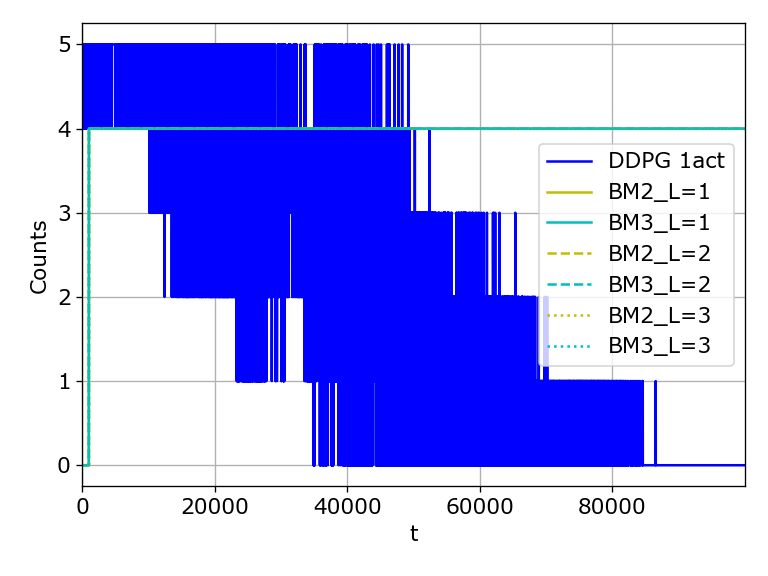 5
4
3
2
1
0
Counts
0 20000 40000 60000 80000
t
DDPG 1act
BM2_L=1
BM3_L=1
BM2_L=2
BM3_L=2
BM2_L=3
BM3_L=3